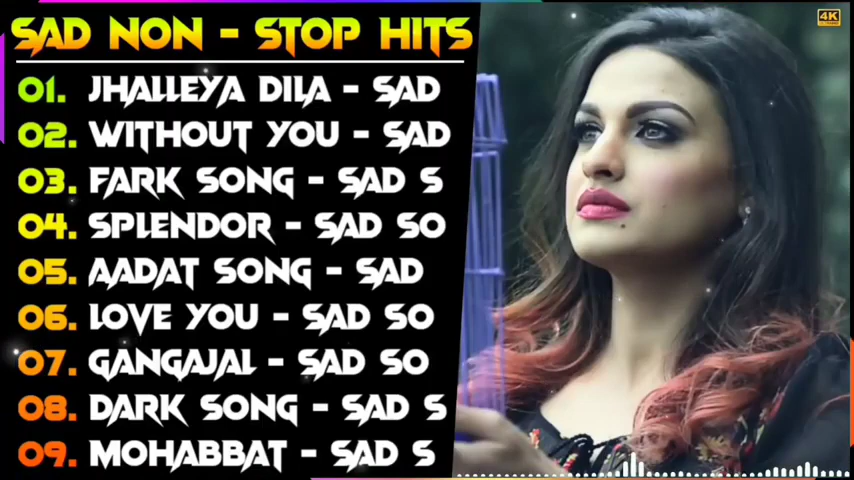 SAD NON - STOP HITS
01. JHALLEYA DILA - SAD
02. WITHOUT YOU - SAD
03. FARK SONG - SAD S
04. SPLENDOR - SAD SO
05. AADAT SONG - SAD
06. LOVE YOU - SAD SO
07. GANGAJAL - SAD SO
08. DARK SONG - SAD S
09. MOHABBAT - SAD S
4K